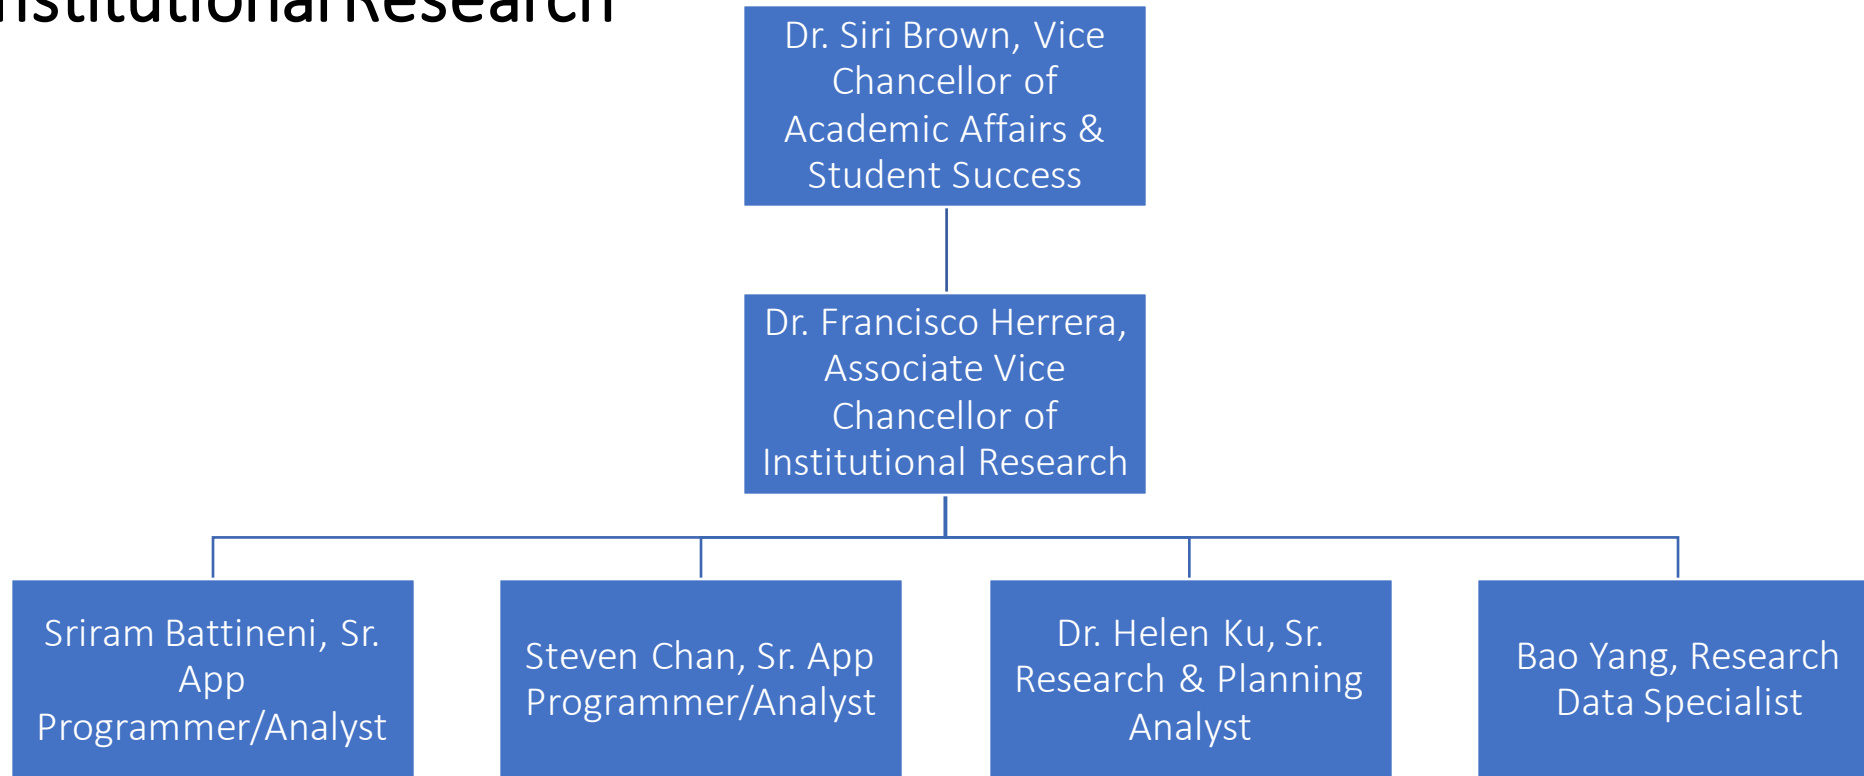 nstitutional Research
Dr. Siri Brown, Vice
Chancellor of
Academic Affairs &
Student Success
Dr. Francisco Herrera,
Associate Vice
Chancellor of
Institutional Research
Sriram Battineni, Sr.
App
Programmer/Analyst
Steven Chan, Sr. App
Programmer/Analyst
Dr. Helen Ku, Sr.
Research & Planning
Analyst
Bao Yang, Research
Data Specialist